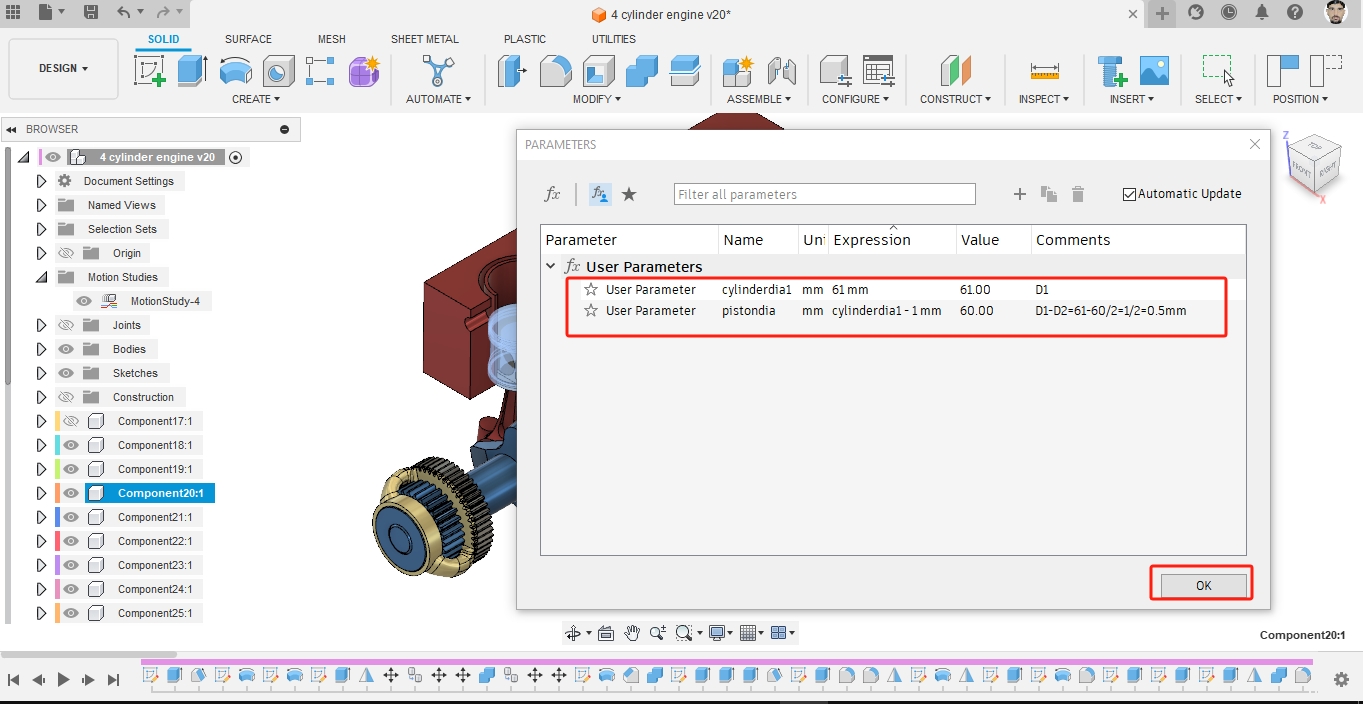 4 cylinder engine v20*
DESIGN
SOLID SURFACE MESH SHEET METAL PLASTIC UTILITIES
CREATE AUTOMATE MODIFY ASSEMBLE CONFIGURE CONSTRUCT INSPECT INSERT SELECT POSITION
BROWSER
4 cylinder engine v20
Document Settings
Named Views
Selection Sets
Origin
Motion Studies
MotionStudy-4
Joints
Bodies
Sketches
Construction
Component17:1
Component18:1
Component19:1
Component20:1
Component21:1
Component22:1
Component23:1
Component24:1
Component25:1
PARAMETERS
fx
Filter all parameters
Automatic Update
Parameter Name Uni Expression Value Comments
fx User Parameters
User Parameter cylinderdia1 mm 61 mm 61.00 D1
User Parameter pistondia mm cylinderdia1 - 1 mm 60.00 D1-D2=61-60/2=1/2=0.5mm
OK
Z
TOP
FRONT
RIGHT
X
Component20:1